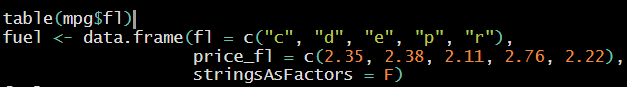 table(mpg$fl)
fuel <- data.frame(fl = c("c", "d", "e", "p", "r"),
price_fl = c(2.35, 2.38, 2.11, 2.76, 2.22),
stringsAsFactors = F)